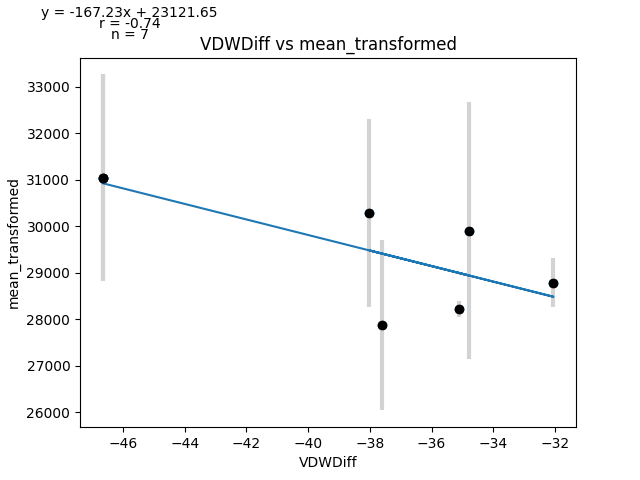 y = -167.23x + 23121.65
r = -0.74
n = 7
VDWDiff vs mean_transformed
33000
32000
31000
30000
29000
28000
27000
26000
mean_transformed
−46
−44
−42
−40
−38
−36
−34
−32
VDWDiff